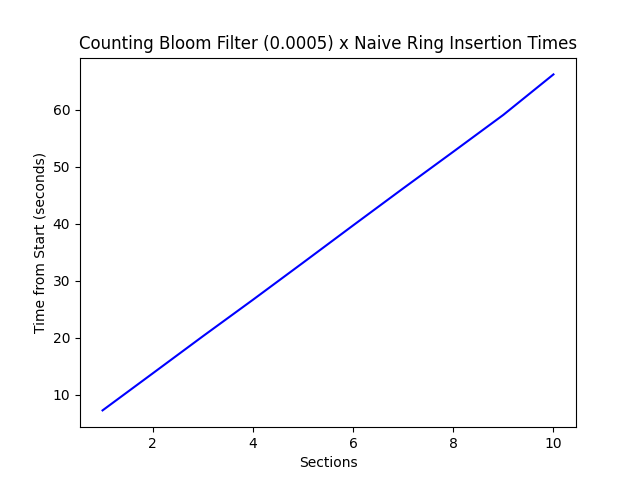 Counting Bloom Filter (0.0005) x Naive Ring Insertion Times
60
50
40
30
20
10
Time from Start (seconds)
2 4 6 8 10
Sections